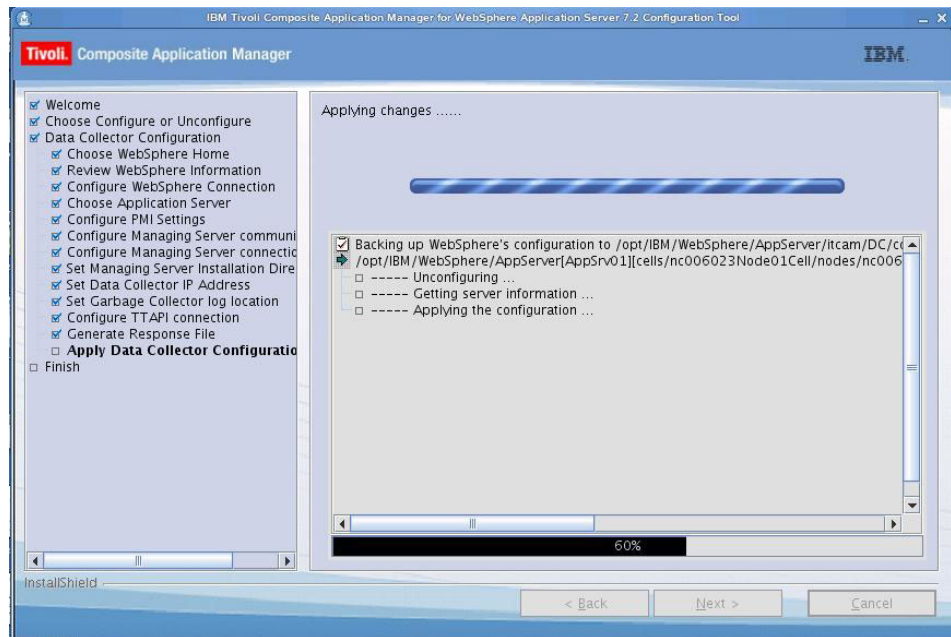 IBM Tivoli Composite Application Manager for WebSphere Application Server 7.2 Configuration Tool
Tivoli. Composite Application Manager
IBM.
Welcome
Choose Configure or Unconfigure
Data Collector Configuration
Choose WebSphere Home
Review WebSphere Information
Configure WebSphere Connection
Choose Application Server
Configure PMI Settings
Configure Managing Server communi
Configure Managing Server connectic
Set Managing Server Installation Dire
Set Data Collector IP Address
Set Garbage Collector log location
Configure TTAPI connection
Generate Response File
Apply Data Collector Configuratio
Finish
Applying changes ......
Backing up WebSphere's configuration to /opt/IBM/WebSphere/AppServer/itcam/DC/cc
/opt/IBM/WebSphere/AppServer[AppSrv01][cells/nc006023Node01Cell/nodes/nc006
----- Unconfiguring ...
----- Getting server information ...
----- Applying the configuration ...
60%
InstallShield
< Back
Next >
Cancel